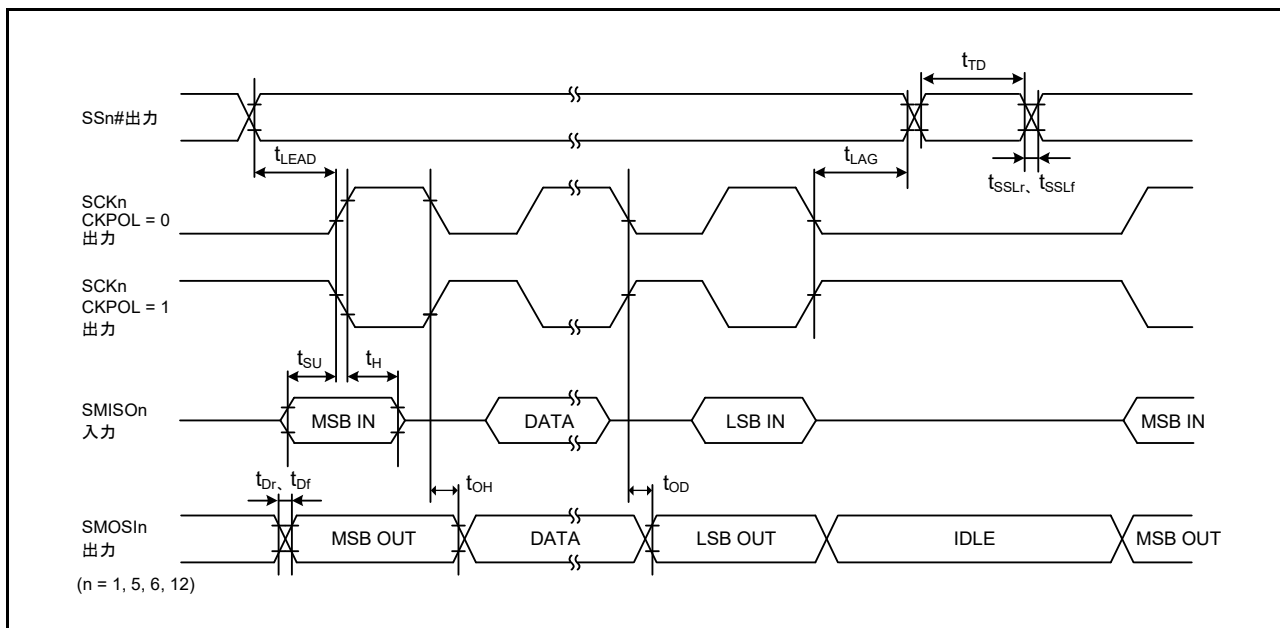 tTD
SSn#出力
tLEAD
tLAG
tSSLr、tSSLf
SCKn
CKPOL = 0
出力
SCKn
CKPOL = 1
出力
tSU
tH
SMISOn
入力
MSB IN
DATA
LSB IN
MSB IN
tDr、tDf
tOH
tOD
SMOSIn
出力
MSB OUT
DATA
LSB OUT
IDLE
MSB OUT
(n = 1, 5, 6, 12)